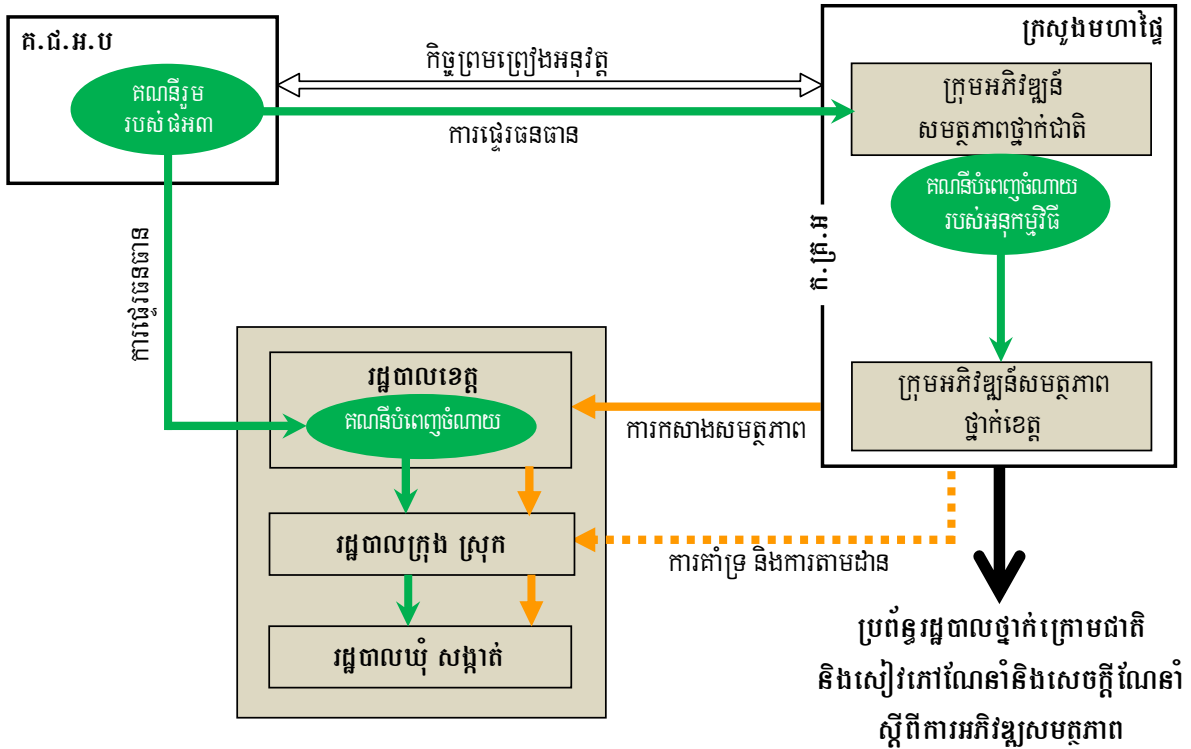 គ.ជ.អ.ប
ក្រសួងមហាផ្ទៃ
កិច្ចព្រមព្រៀងអនុវត្ត
គណនីរួម
របស់ ផអ៣
ការផ្ទេរធនធាន
ក្រុមអភិវឌ្ឍន៍
សមត្ថភាពថ្នាក់ជាតិ
គណនីបំពេញចំណាយ
របស់អនុកម្មវិធី
ក.គ្រ.អ
ការផ្ទេរធនធាន
រដ្ឋបាលខេត្ត
គណនីបំពេញចំណាយ
ការកសាងសមត្ថភាព
ក្រុមអភិវឌ្ឍន៍សមត្ថភាព
ថ្នាក់ខេត្ត
រដ្ឋបាលក្រុង ស្រុក
ការគាំទ្រ និងការតាមដាន
រដ្ឋបាលឃុំ សង្កាត់
ប្រព័ន្ធរដ្ឋបាលថ្នាក់ក្រោមជាតិ
និងសៀវភៅណែនាំនិងសេចក្តីណែនាំ
ស្តីពីការអភិវឌ្ឍសមត្ថភាព